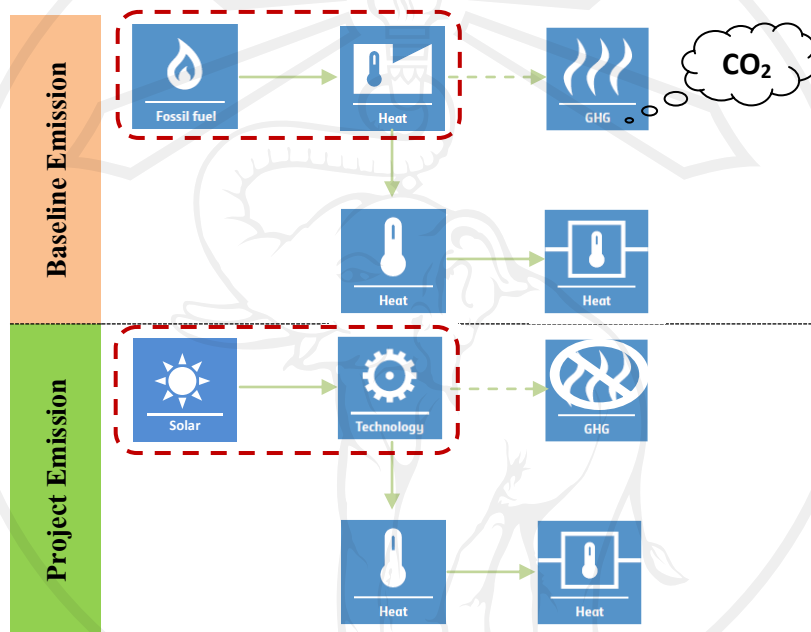 Baseline Emission
Fossil fuel
Heat
GHG
CO₂
Heat
Heat
Project Emission
Solar
Technology
GHG
Heat
Heat